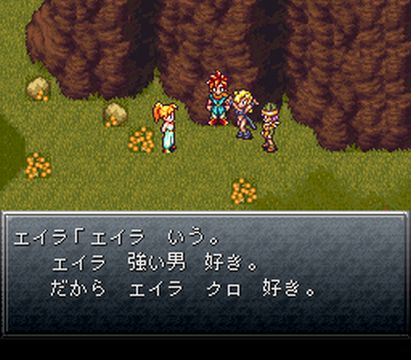 エイラ「エイラ いう。
エイラ 強い男 好き。
だから エイラ クロ 好き。